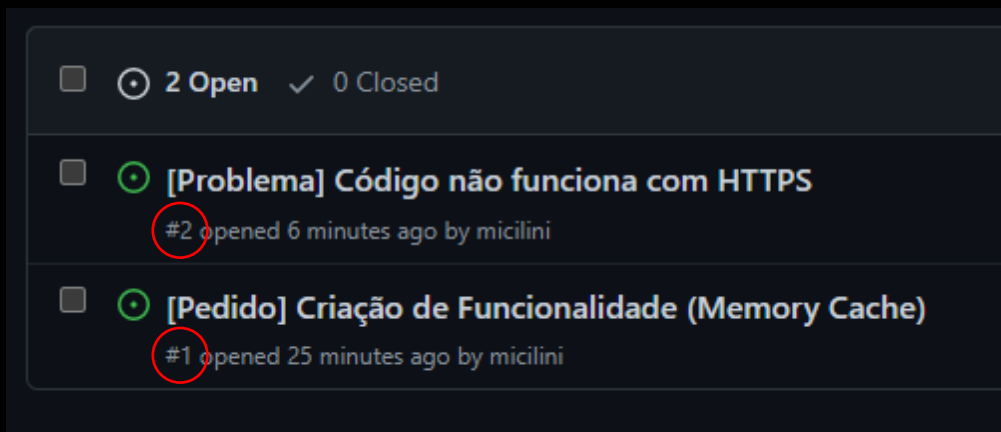 2 Open 0 Closed
[Problema] Código não funciona com HTTPS
#2 opened 6 minutes ago by micilini
[Pedido] Criação de Funcionalidade (Memory Cache)
#1 opened 25 minutes ago by micilini